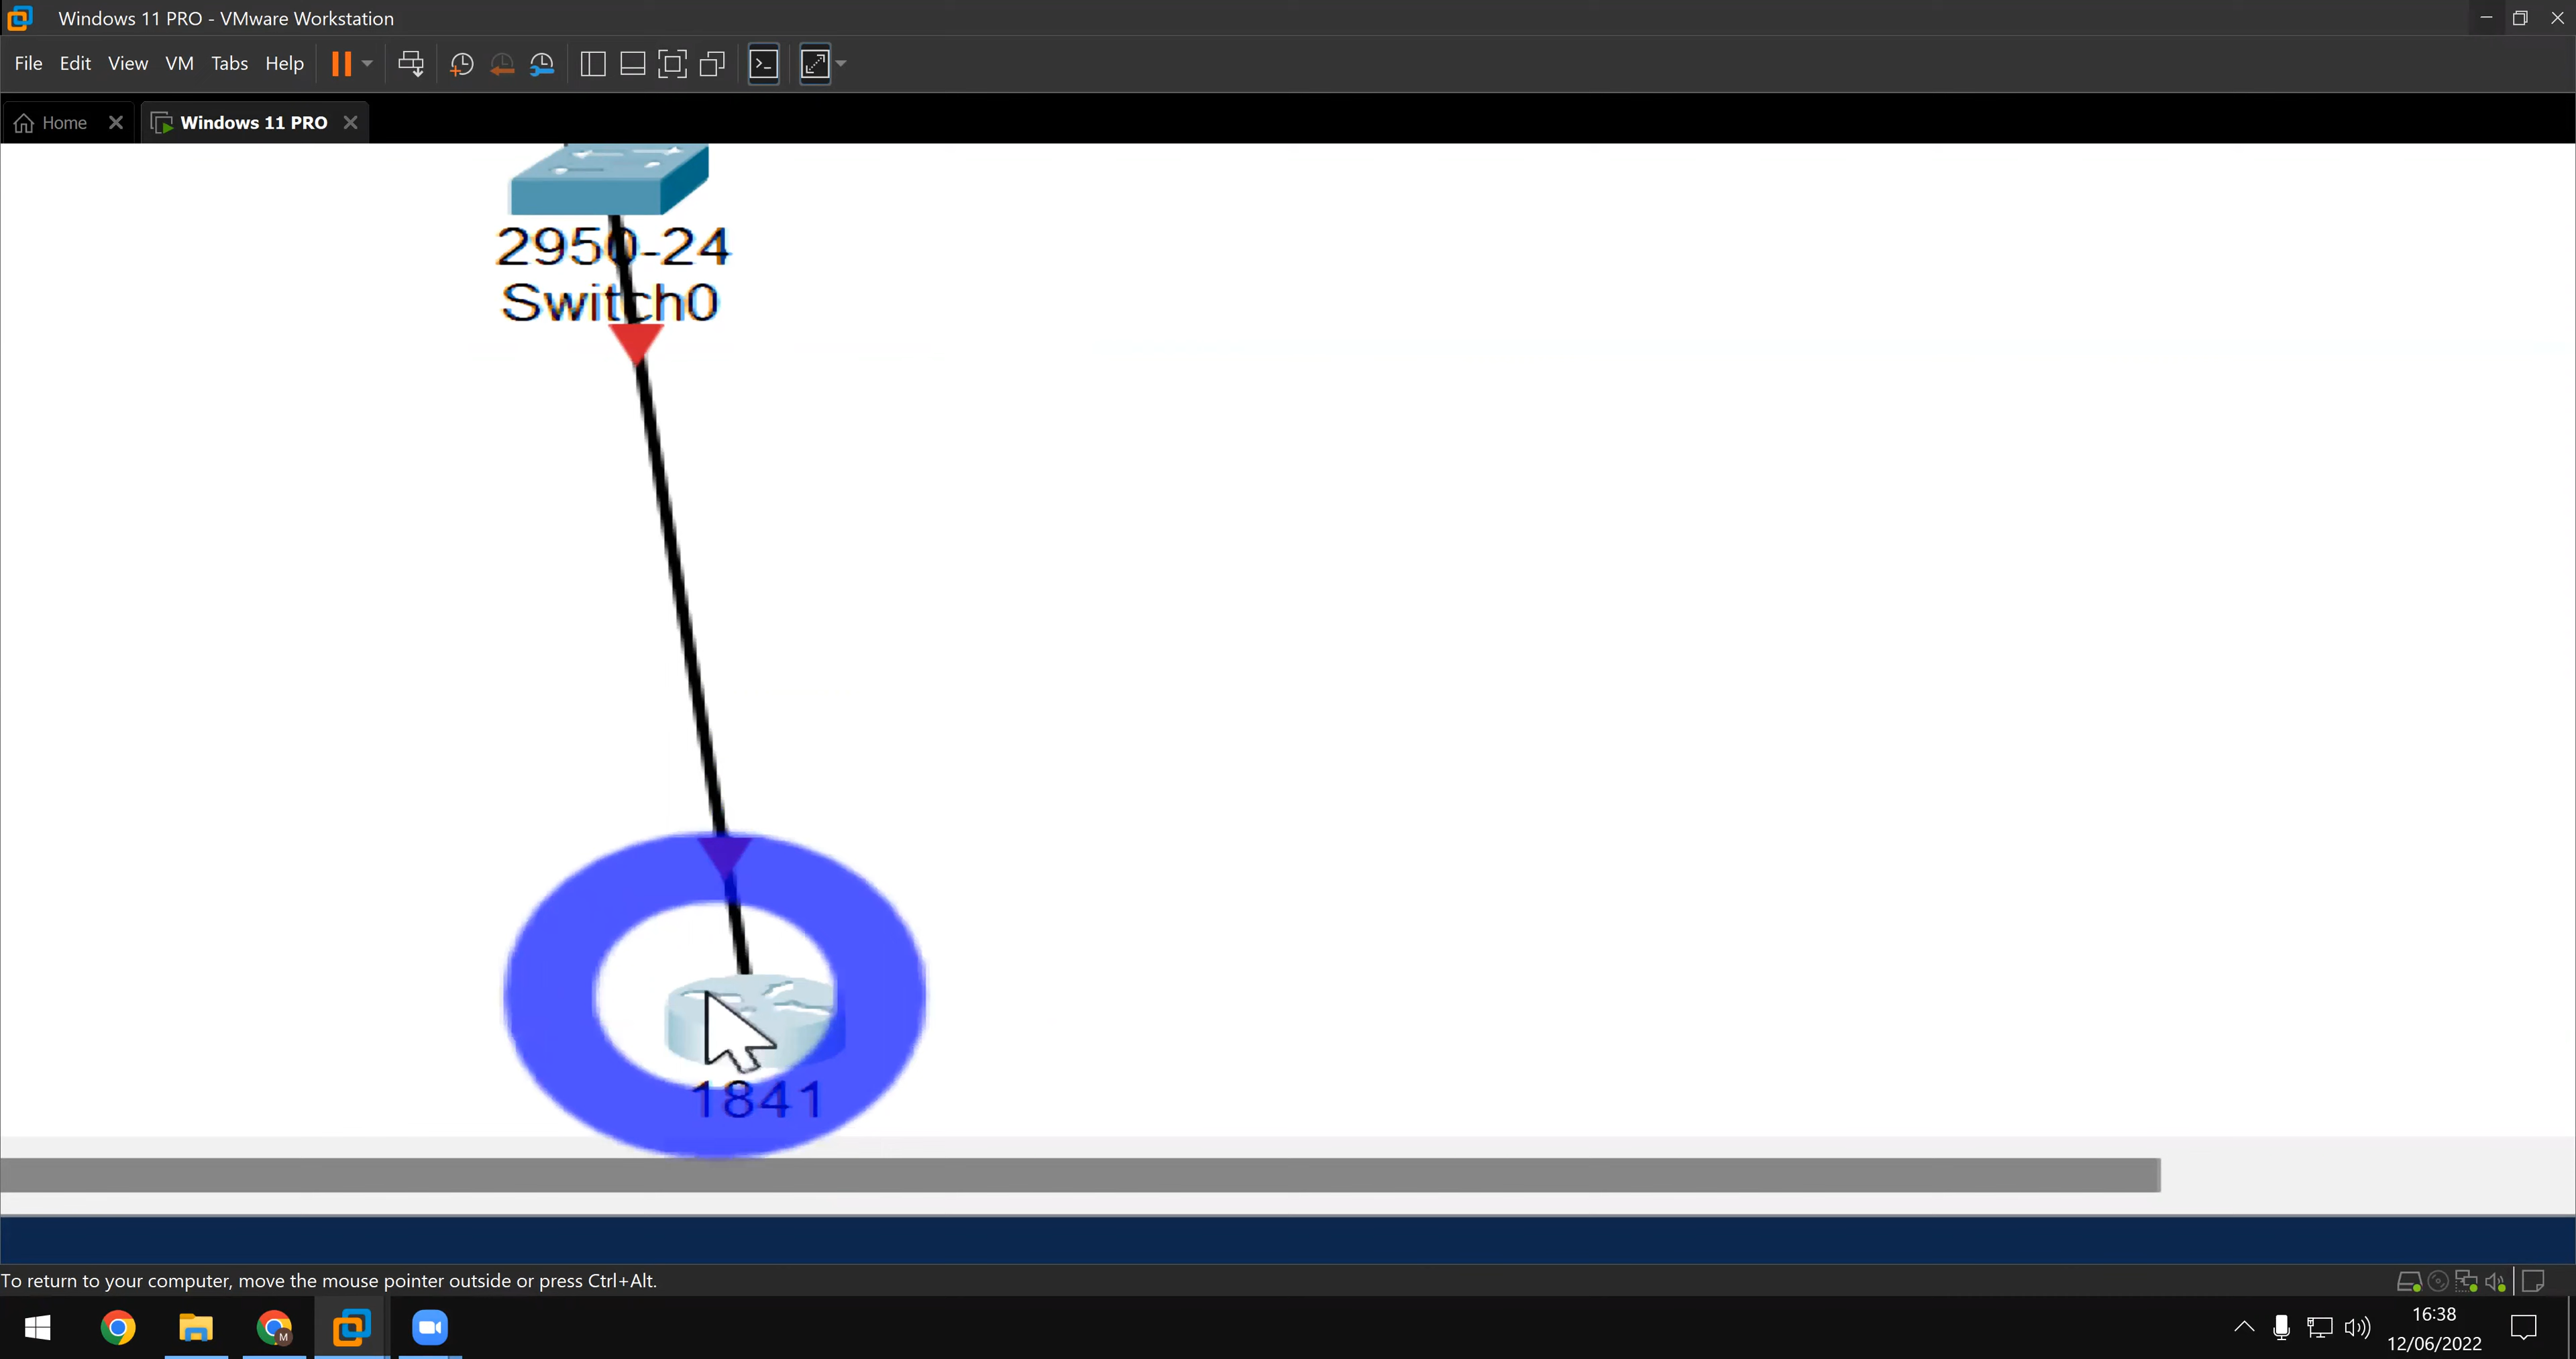 Windows 11 PRO - VMware Workstation
File Edit View VM Tabs Help
Home Windows 11 PRO
2950-24
Switch0
1841
To return to your computer, move the mouse pointer outside or press Ctrl+Alt.
M
16:38
12/06/2022